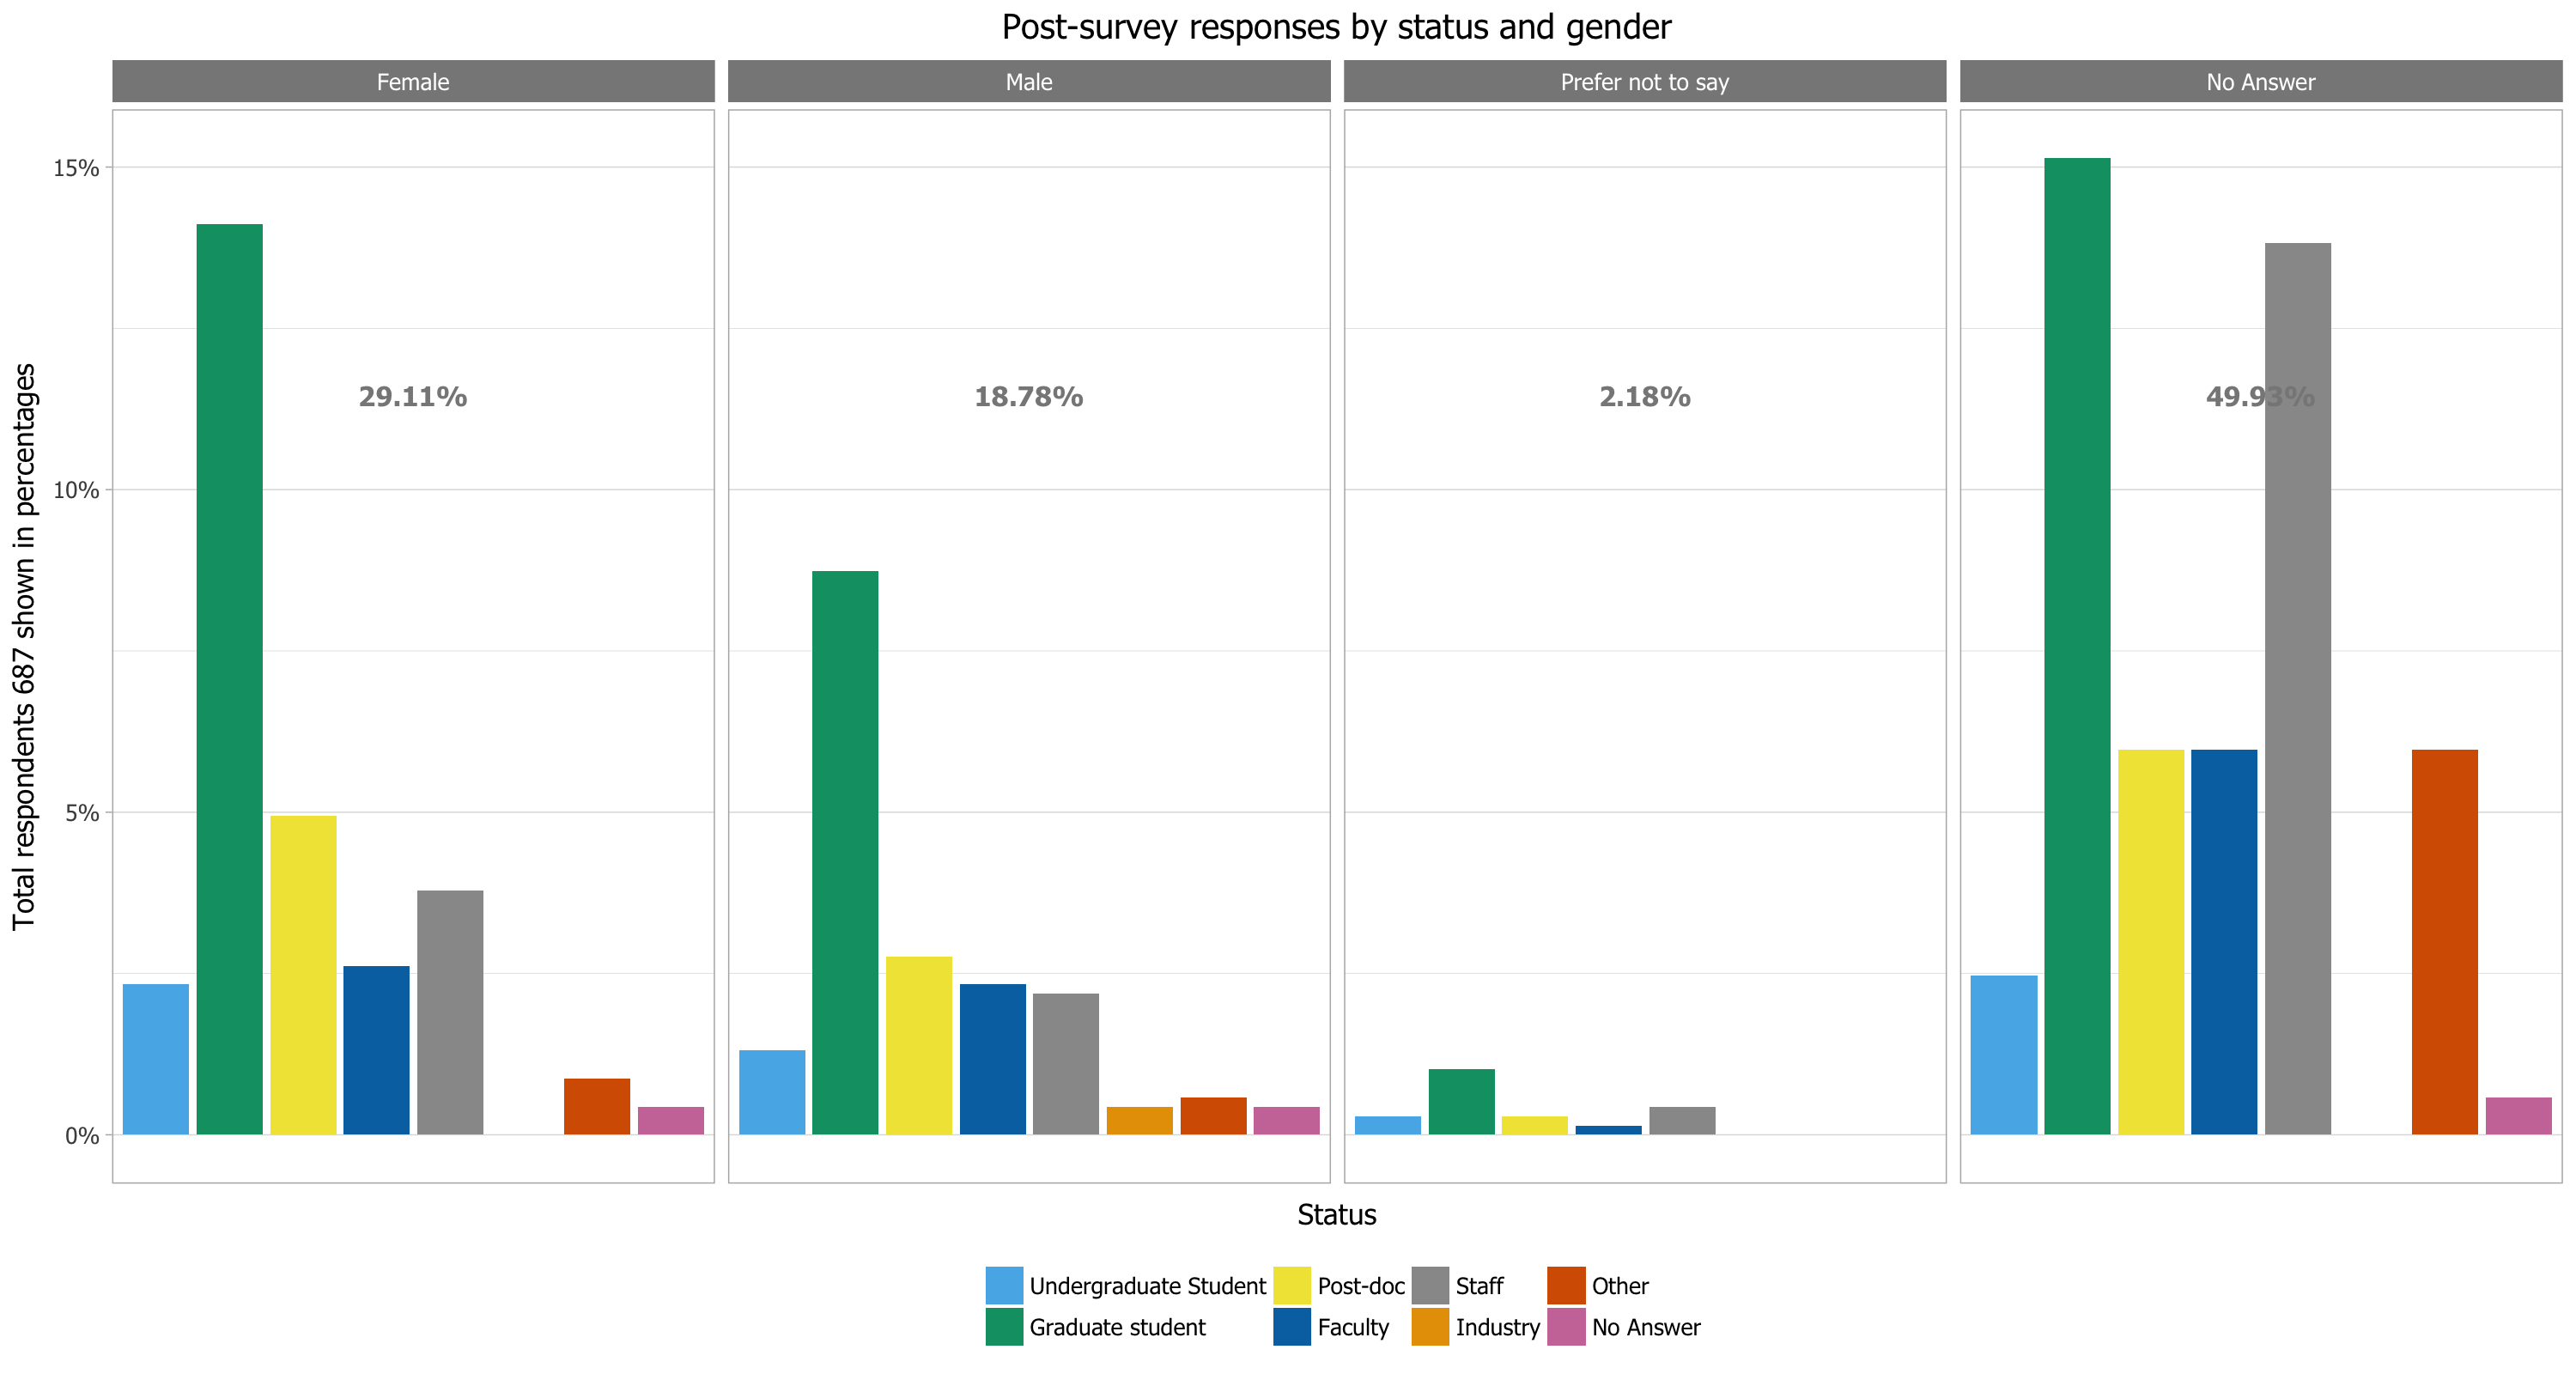 Post-survey responses by status and gender
Female
Male
Prefer not to say
No Answer
Total respondents 687 shown in percentages
15%
10%
5%
0%
29.11%
18.78%
2.18%
49.93%
Status
Undergraduate Student
Post-doc
Staff
Other
Graduate student
Faculty
Industry
No Answer